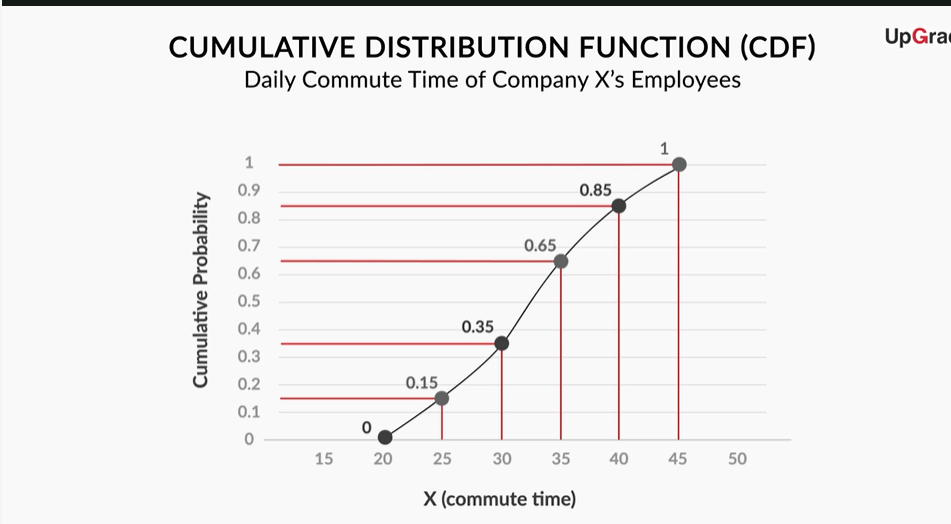 CUMULATIVE DISTRIBUTION FUNCTION (CDF)
UpGra
Daily Commute Time of Company X's Employees
Cumulative Probability
1
0.9
0.8
0.7
0.6
0.5
0.4
0.3
0.2
0.1
0
1
0.85
0.65
0.35
0.15
0
15 20 25 30 35 40 45 50
X (commute time)